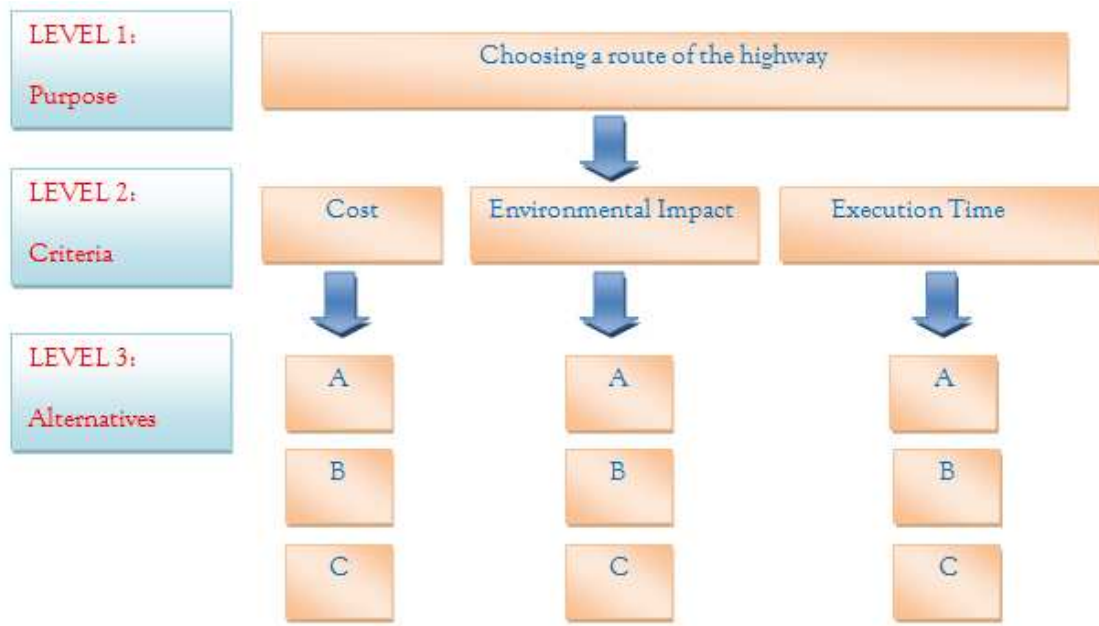 LEVEL 1:
Purpose
Choosing a route of the highway
LEVEL 2:
Criteria
Cost
Environmental Impact
Execution Time
LEVEL 3:
Alternatives
A
A
A
B
B
B
C
C
C